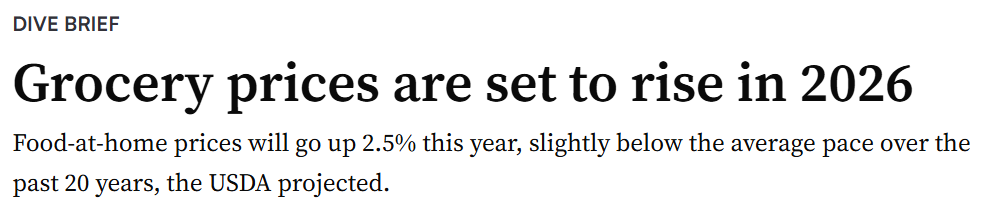 DIVE BRIEF
Grocery prices are set to rise in 2026
Food-at-home prices will go up 2.5% this year, slightly below the average pace over the
past 20 years, the USDA projected.